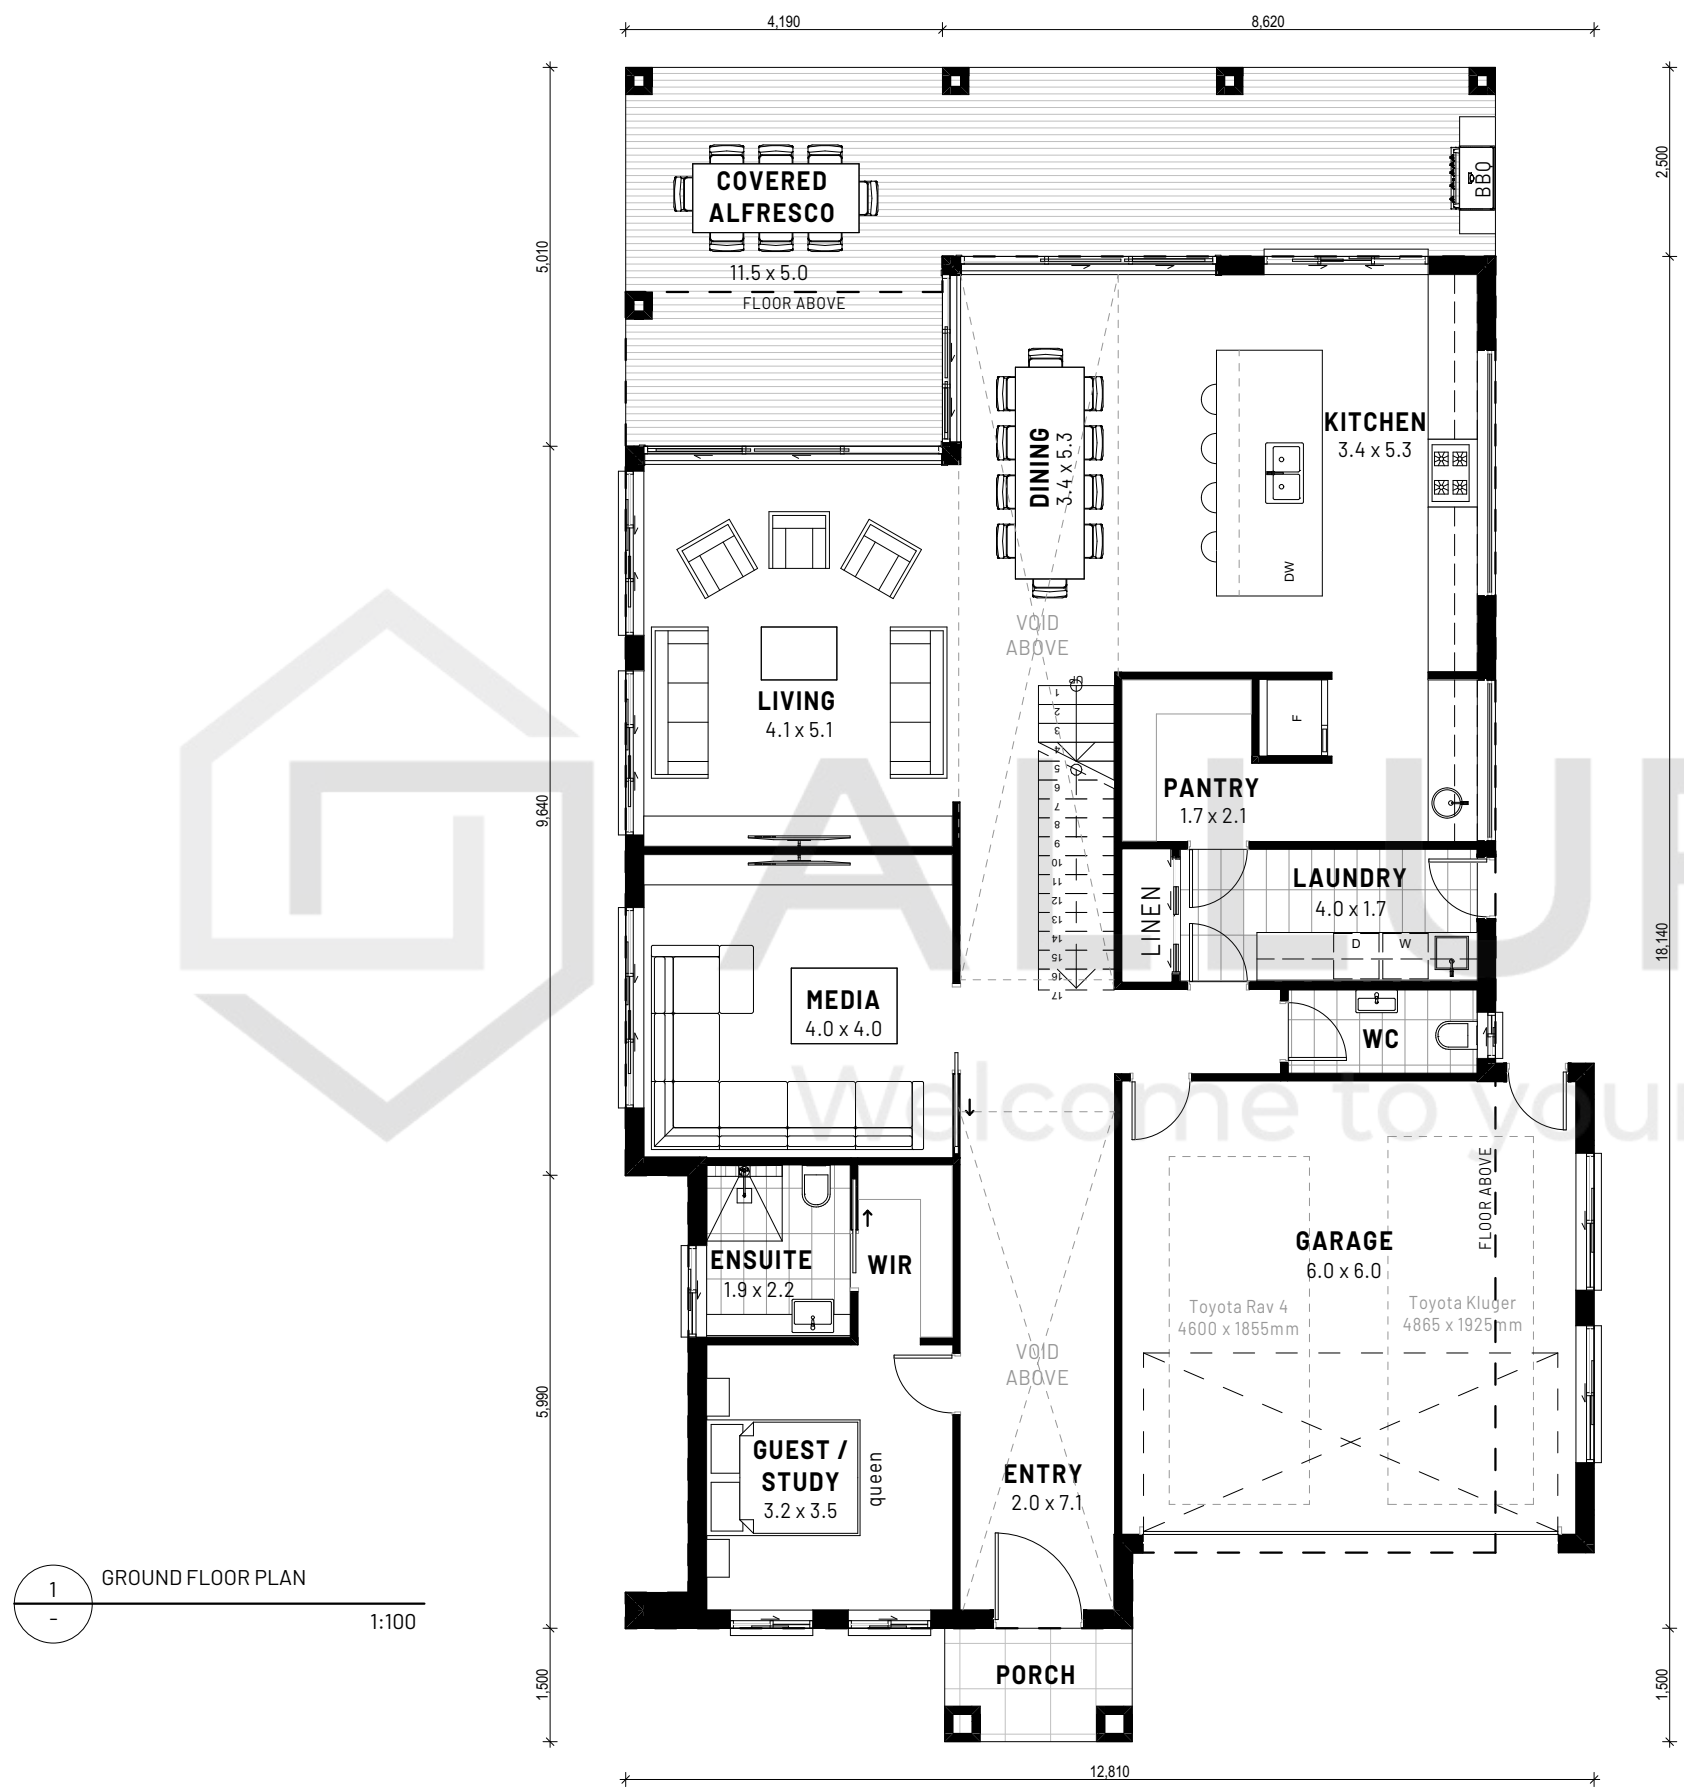 4,190
8,620
2,500
5,010
COVERED
ALFRESCO
11.5 x 5.0
FLOOR ABOVE
BBQ
DINING
3.4 x 5.3
KITCHEN
3.4 x 5.3
DW
VOID
ABOVE
LIVING
4.1 x 5.1
UP
1
2
3
4
5
6
7
8
9
10
11
12
13
14
15
16
17
F
PANTRY
1.7 x 2.1
9,640
18,140
LINEN
LAUNDRY
4.0 x 1.7
D
W
MEDIA
4.0 x 4.0
WC
Welcome to your
ENSUITE
1.9 x 2.2
WIR
FLOOR ABOVE
GARAGE
6.0 x 6.0
Toyota Rav 4
4600 x 1855mm
Toyota Kluger
4865 x 1925mm
VOID
ABOVE
5,990
GUEST /
STUDY
3.2 x 3.5
queen
ENTRY
2.0 x 7.1
1
-
GROUND FLOOR PLAN
1:100
PORCH
1,500
1,500
12,810